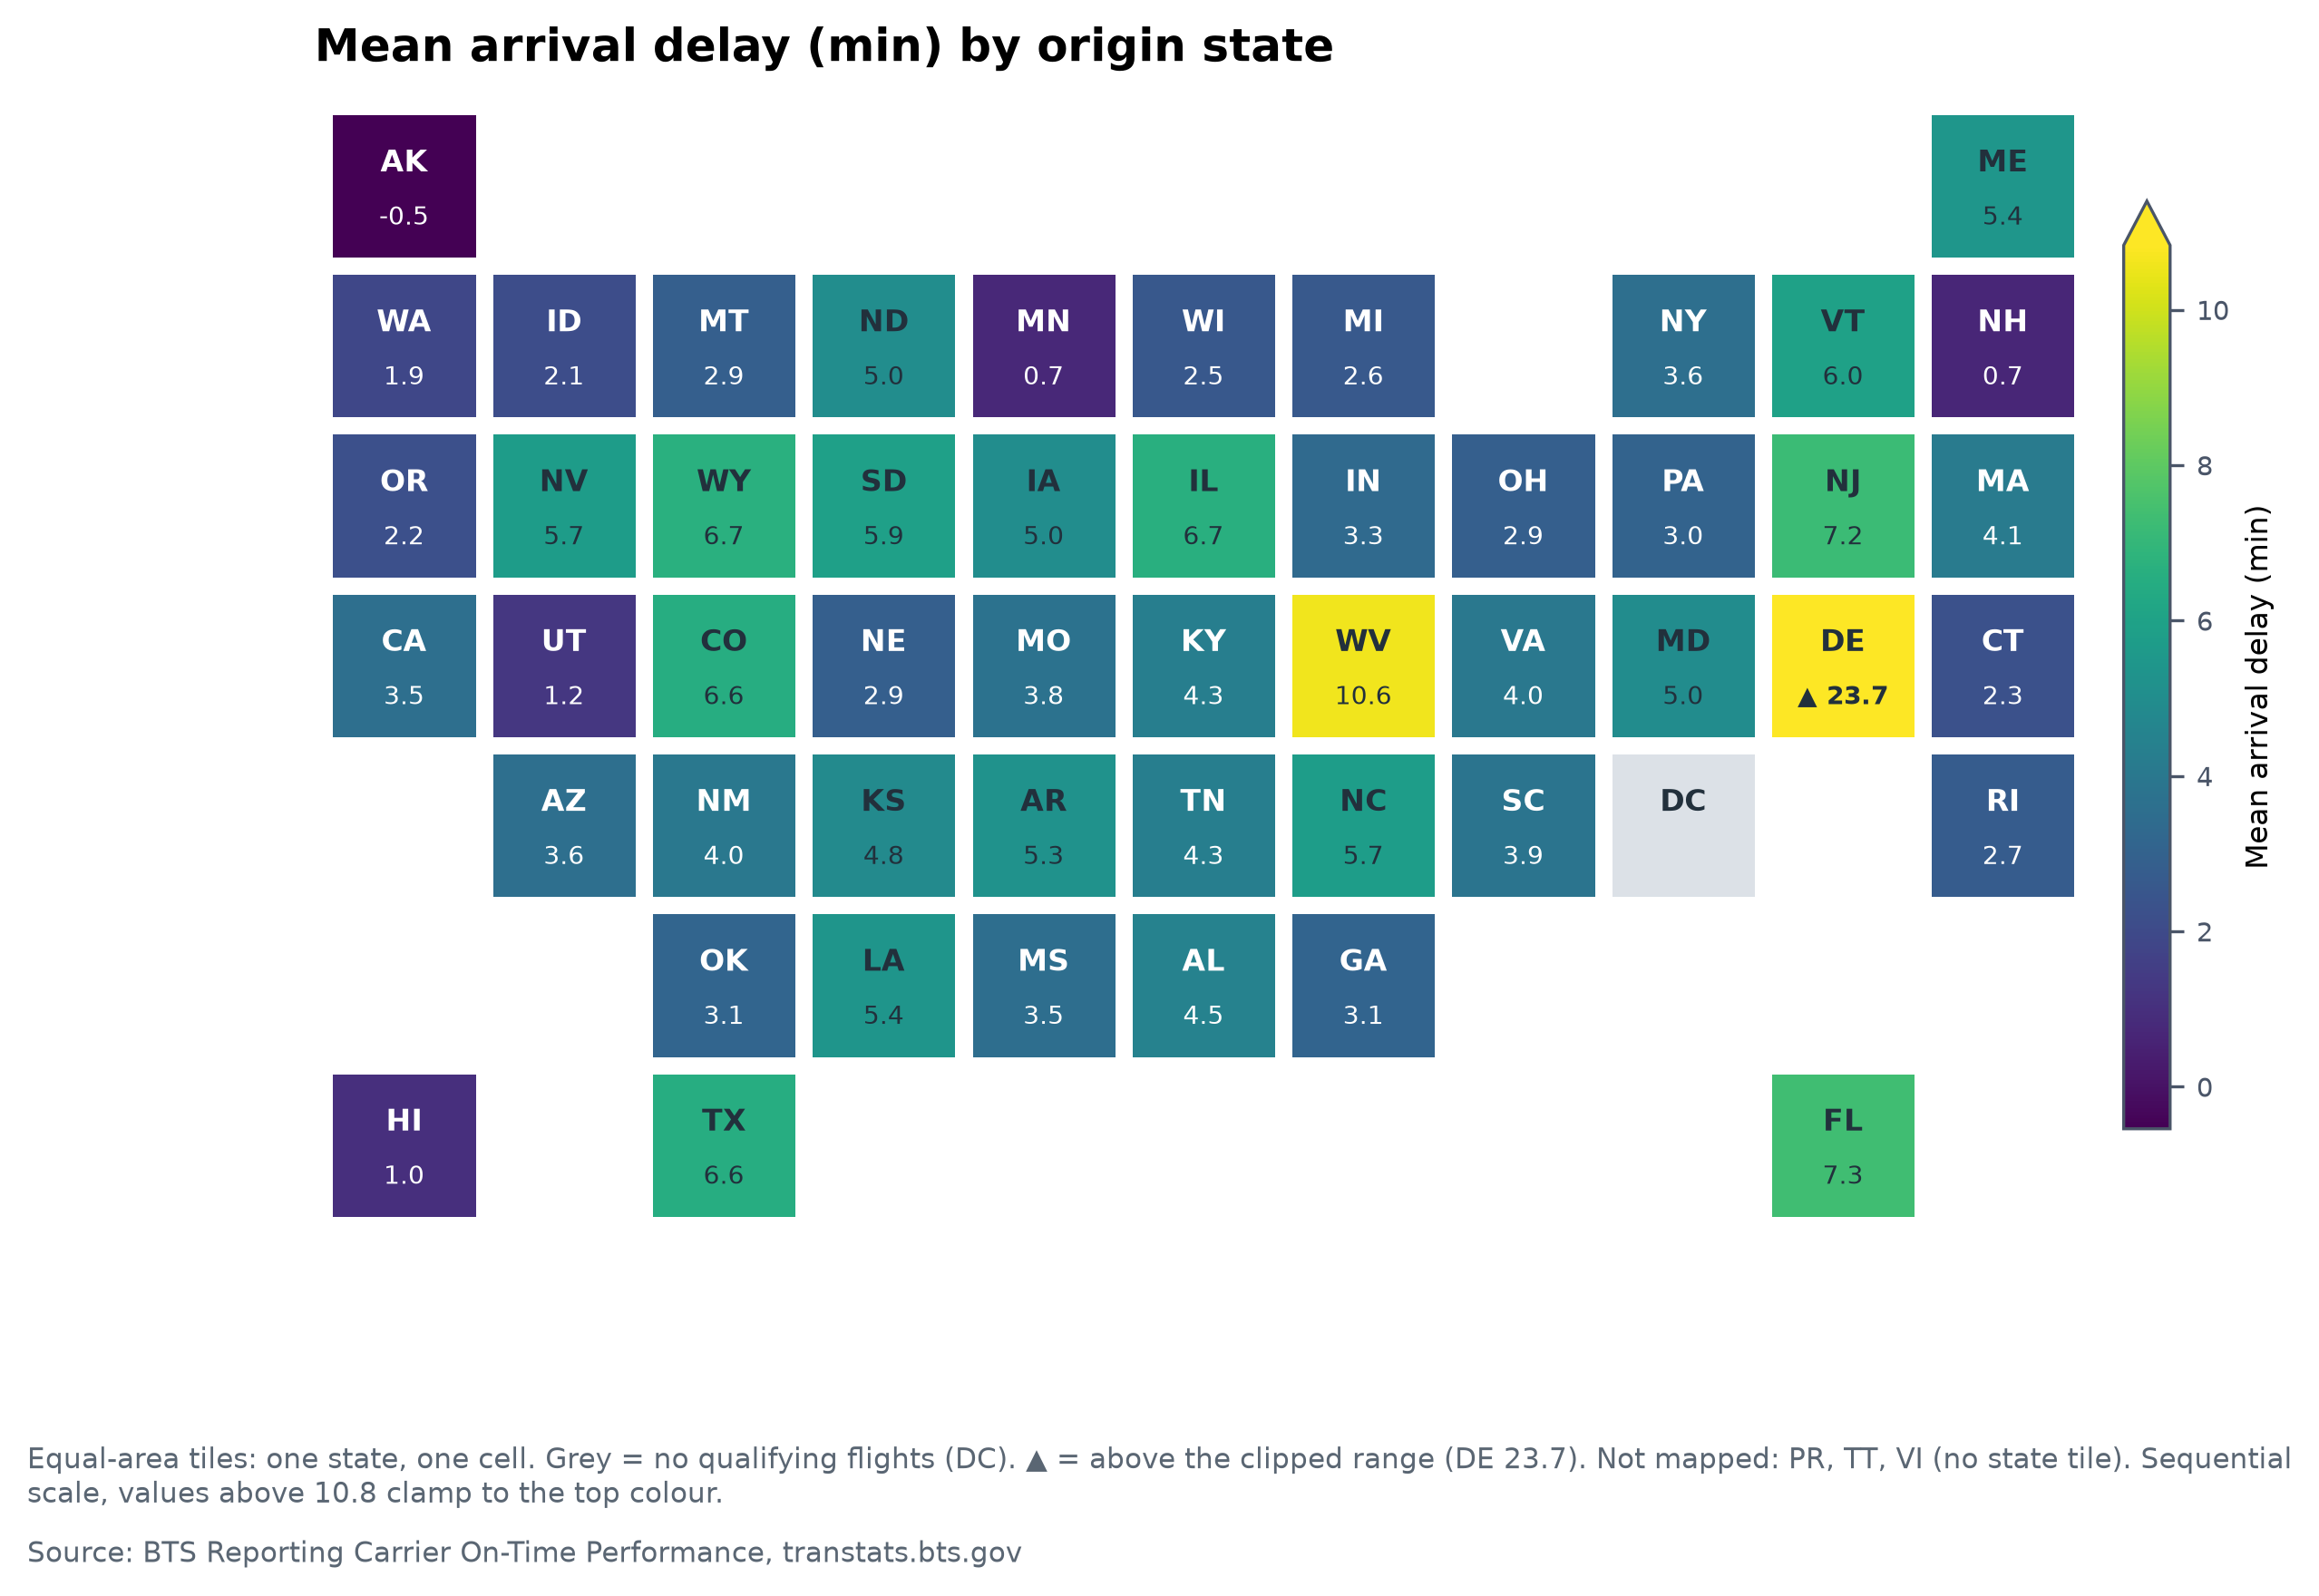 Mean arrival delay (min) by origin state
AK
-0.5
ME
5.4
WA
1.9
ID
2.1
MT
2.9
ND
5.0
MN
0.7
WI
2.5
MI
2.6
NY
3.6
VT
6.0
NH
0.7
OR
2.2
NV
5.7
WY
6.7
SD
5.9
IA
5.0
IL
6.7
IN
3.3
OH
2.9
PA
3.0
NJ
7.2
MA
4.1
CA
3.5
UT
1.2
CO
6.6
NE
2.9
MO
3.8
KY
4.3
WV
10.6
VA
4.0
MD
5.0
DE
▲ 23.7
CT
2.3
AZ
3.6
NM
4.0
KS
4.8
AR
5.3
TN
4.3
NC
5.7
SC
3.9
DC
RI
2.7
OK
3.1
LA
5.4
MS
3.5
AL
4.5
GA
3.1
HI
1.0
TX
6.6
FL
7.3
10
8
6
4
2
0
Mean arrival delay (min)
Equal-area tiles: one state, one cell. Grey = no qualifying flights (DC). ▲ = above the clipped range (DE 23.7). Not mapped: PR, TT, VI (no state tile). Sequential
scale, values above 10.8 clamp to the top colour.
Source: BTS Reporting Carrier On-Time Performance, transtats.bts.gov